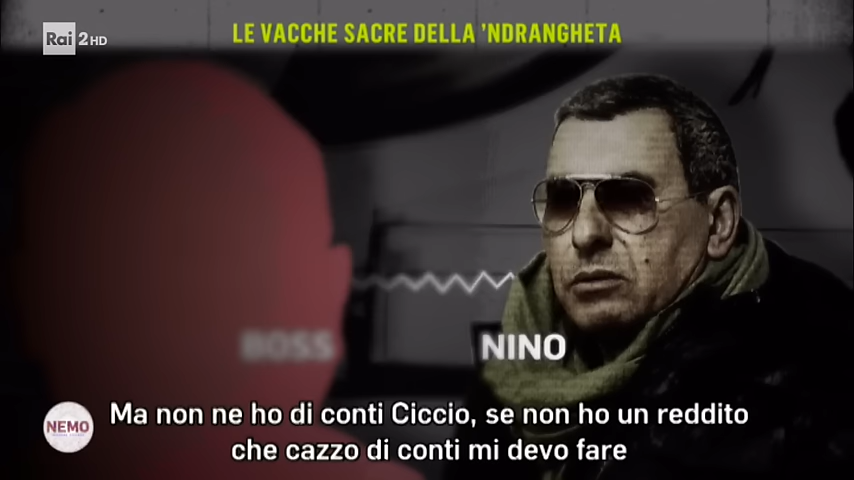 Rai 2HD
LE VACCHE SACRE DELLA 'NDRANGHETA
BOSS
NINO
NEMO
Ma non ne ho di conti Ciccio, se non ho un reddito
che cazzo di conti mi devo fare